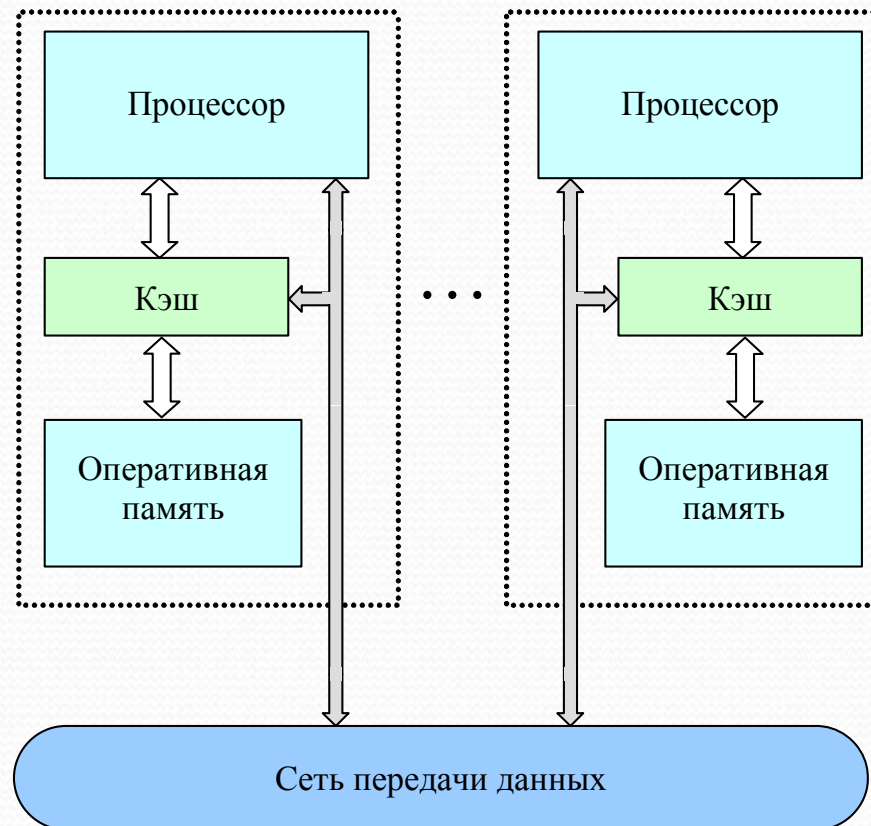 Процессор
Процессор
Кэш
. . .
Кэш
Оперативная
память
Оперативная
память
Сеть передачи данных